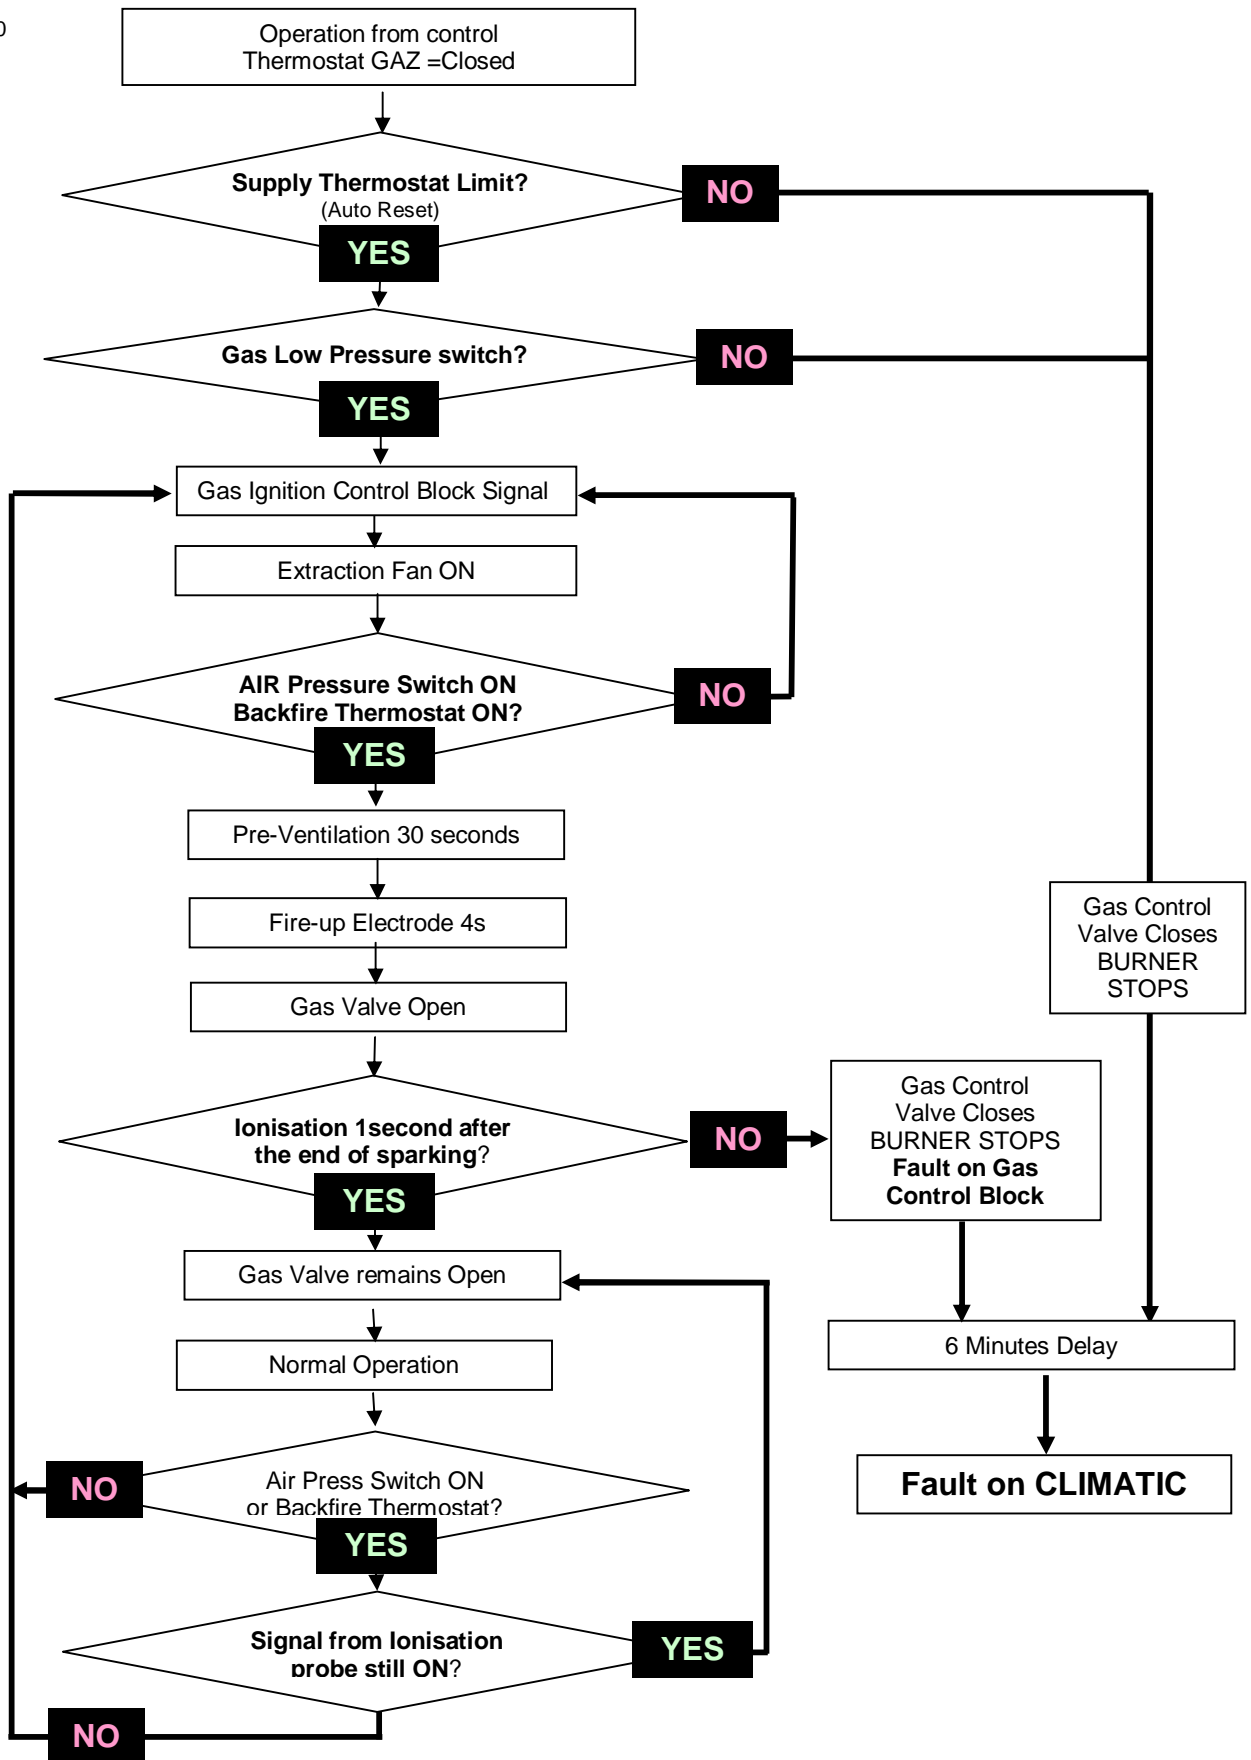 0
Operation from control
Thermostat GAZ =Closed
Supply Thermostat Limit?
(Auto Reset)
NO
YES
Gas Low Pressure switch?
NO
YES
Gas Ignition Control Block Signal
Extraction Fan ON
AIR Pressure Switch ON
Backfire Thermostat ON?
NO
YES
Pre-Ventilation 30 seconds
Fire-up Electrode 4s
Gas Valve Open
Gas Control
Valve Closes
BURNER
STOPS
Ionisation 1second after
the end of sparking?
NO
YES
Gas Control
Valve Closes
BURNER STOPS
Fault on Gas
Control Block
Gas Valve remains Open
Normal Operation
6 Minutes Delay
Fault on CLIMATIC
Air Press Switch ON
or Backfire Thermostat?
NO
YES
Signal from Ionisation
probe still ON?
YES
NO